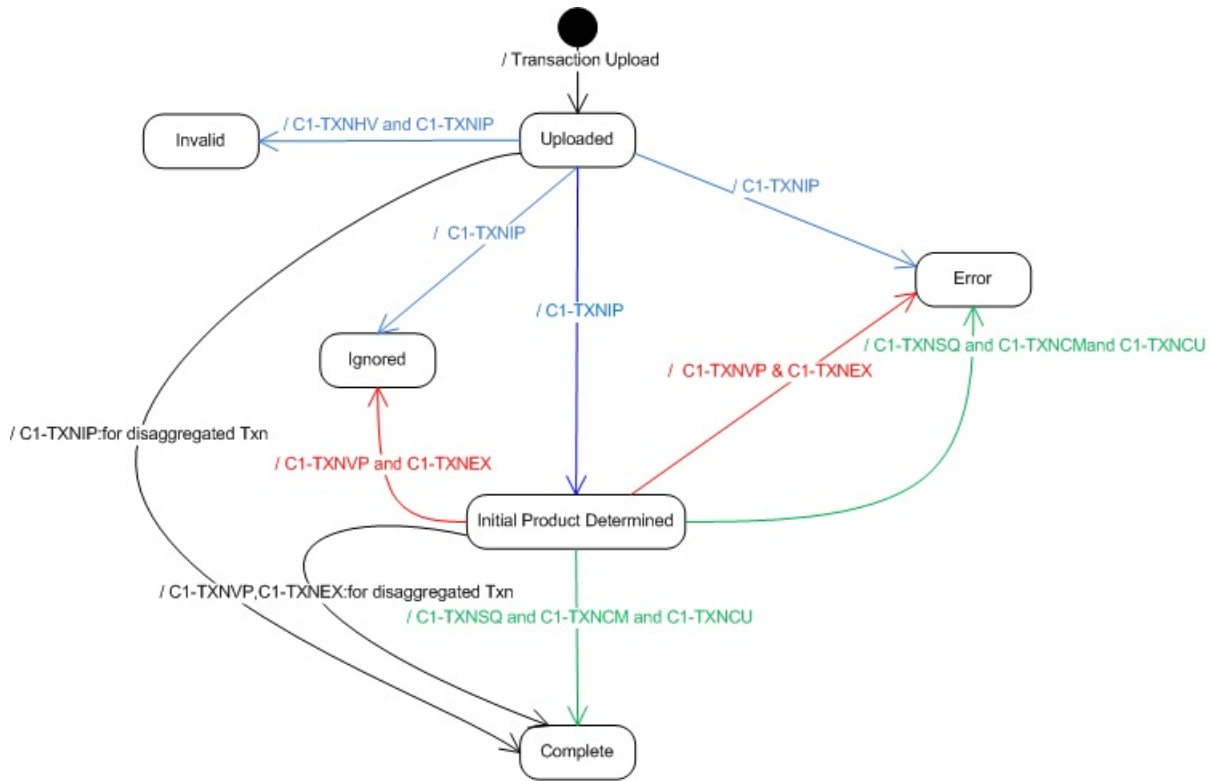 / Transaction Upload
/ C1-TXNHV and C1-TXNIP
Invalid
Uploaded
/ C1-TXNIP
/ C1-TXNIP
Error
/ C1-TXNIP
/ C1-TXNSQ and C1-TXNCMand C1-TXNCU
Ignored
/ C1-TXNVP & C1-TXNEX
/ C1-TXNIP:for disaggregated Txn
/ C1-TXNVP and C1-TXNEX
Initial Product Determined
/ C1-TXNVP,C1-TXNEX:for disaggregated Txn
/ C1-TXNSQ and C1-TXNCM and C1-TXNCU
Complete